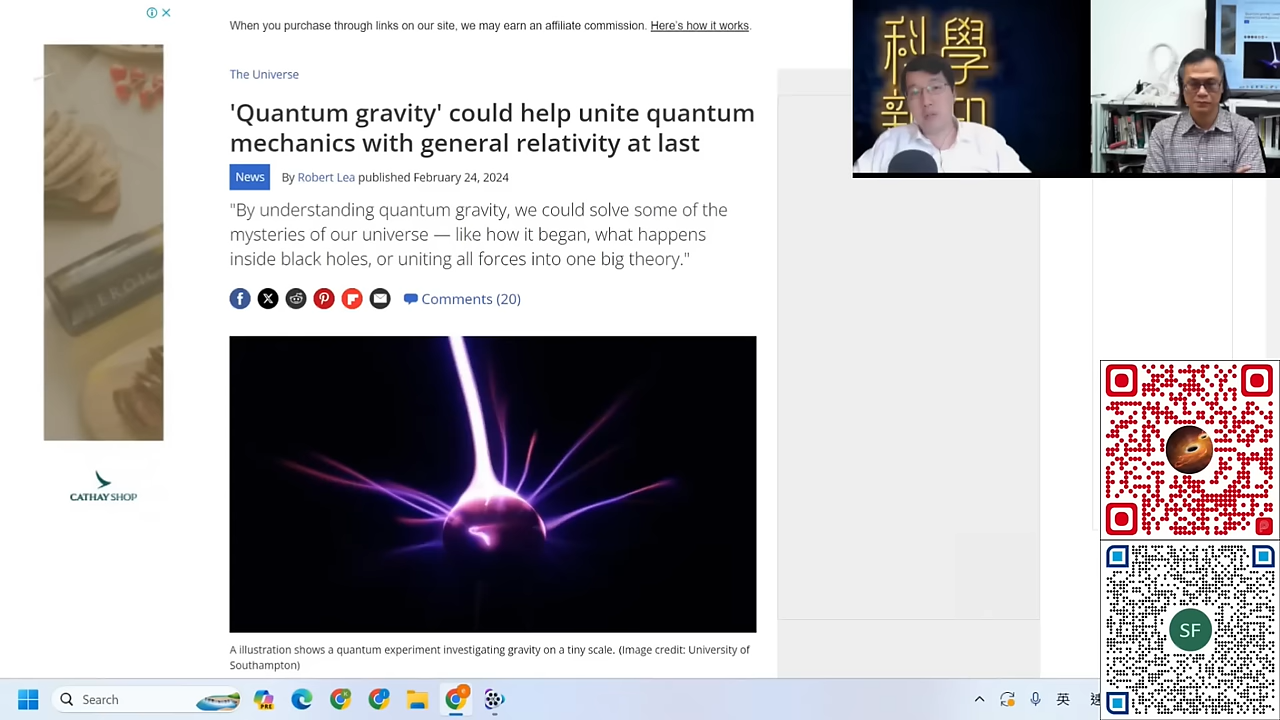 When you purchase through links on our site, we may earn an affiliate commission. Here's how it works.
The Universe
'Quantum gravity' could help unite quantum
mechanics with general relativity at last
News By Robert Lea published February 24, 2024
"By understanding quantum gravity, we could solve some of the
mysteries of our universe — like how it began, what happens
inside black holes, or uniting all forces into one big theory."
Comments (20)
A illustration shows a quantum experiment investigating gravity on a tiny scale. (Image credit: University of
Southampton)
CATHAY SHOP
科學
SF
Search
英